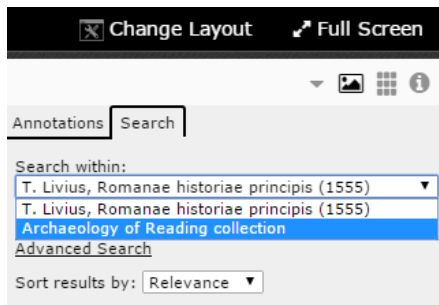 Change Layout Full Screen
Annotations Search
Search within:
T. Livius, Romanae historiae principis (1555)
T. Livius, Romanae historiae principis (1555)
Archaeology of Reading collection
Advanced Search
Sort results by: Relevance